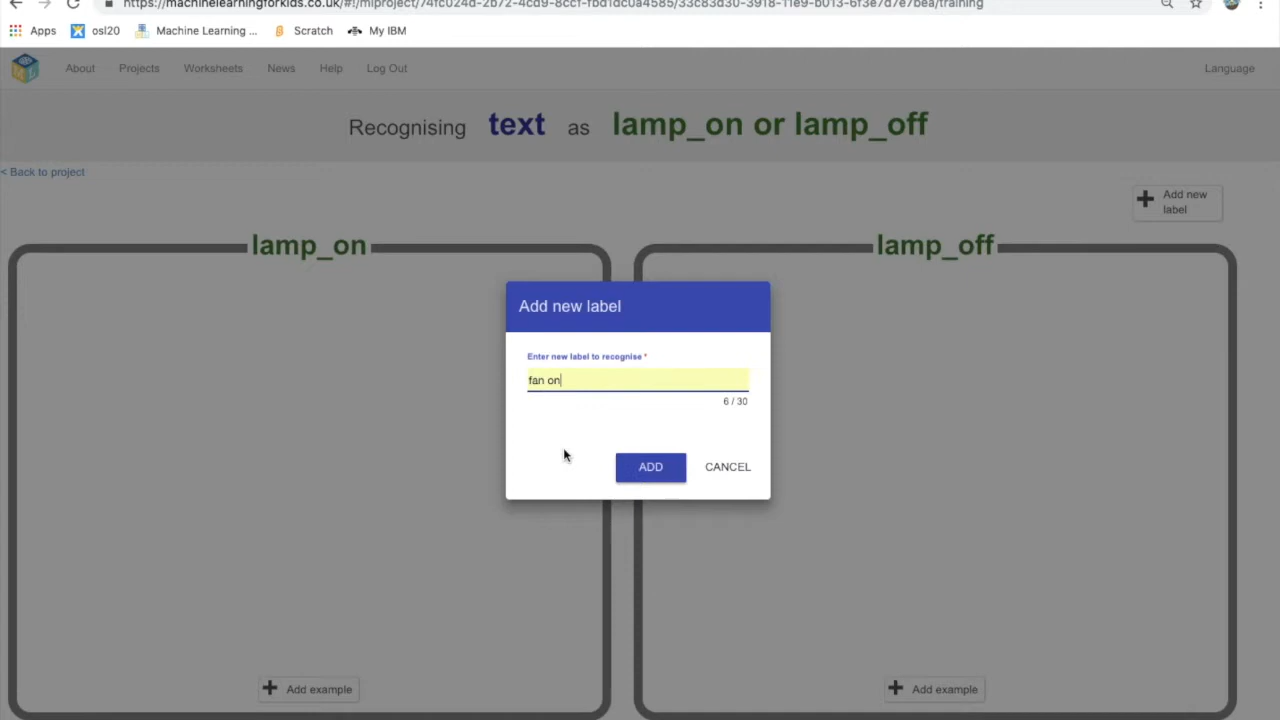 https://machinelearningforkids.co.uk/#!/mlproject/
Apps osl20 Machine Learning ... Scratch My IBM
About Projects Worksheets News Help Log Out Language
Recognising text as lamp_on or lamp_off
< Back to project
Add new
label
lamp_on lamp_off
Add new label
Enter new label to recognise *
fan on
6 / 30
ADD CANCEL
Add example Add example